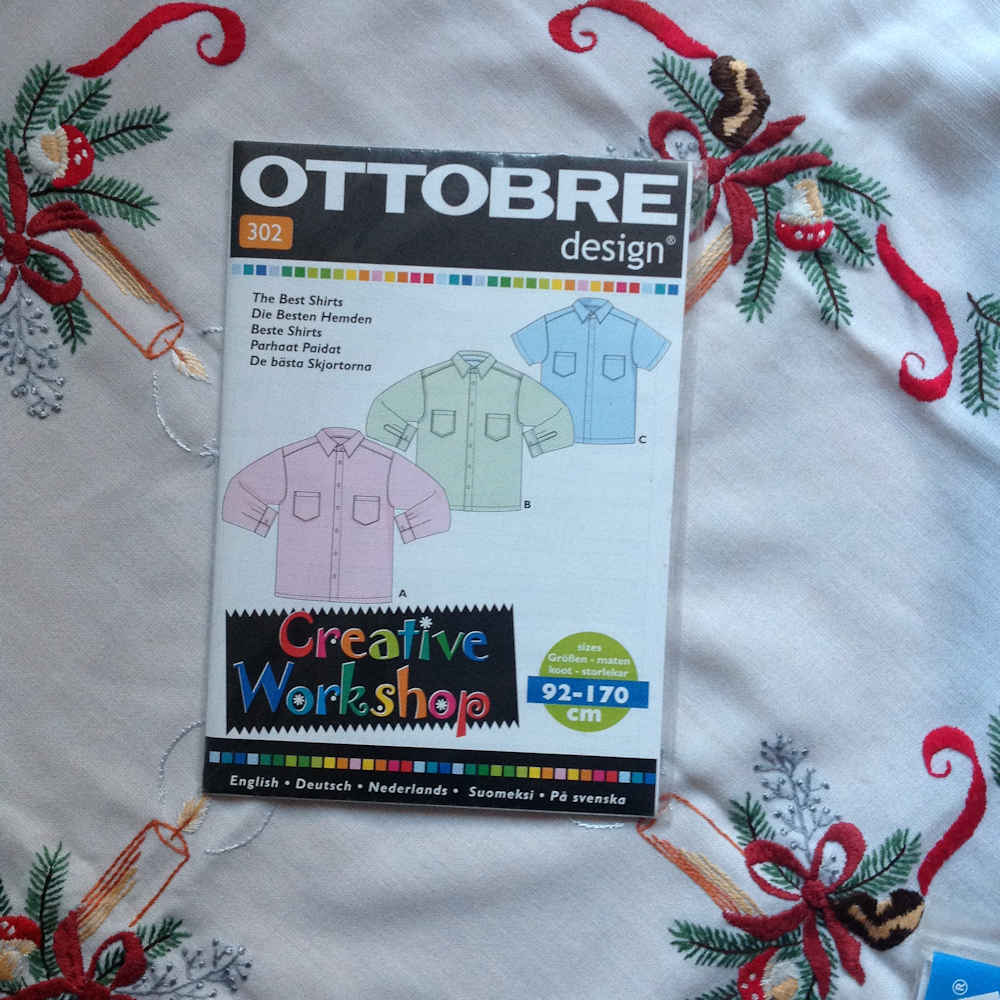 OTTOBRE
302
design®
The Best Shirts
Die Besten Hemden
Beste Shirts
Parhaat Paidat
De bästa Skjortorna
C
B
A
Creative
Workshop
sizes
Größen - maten
koot - storlekar
92-170
cm
English • Deutsch • Nederlands • Suomeksi • På svenska
®